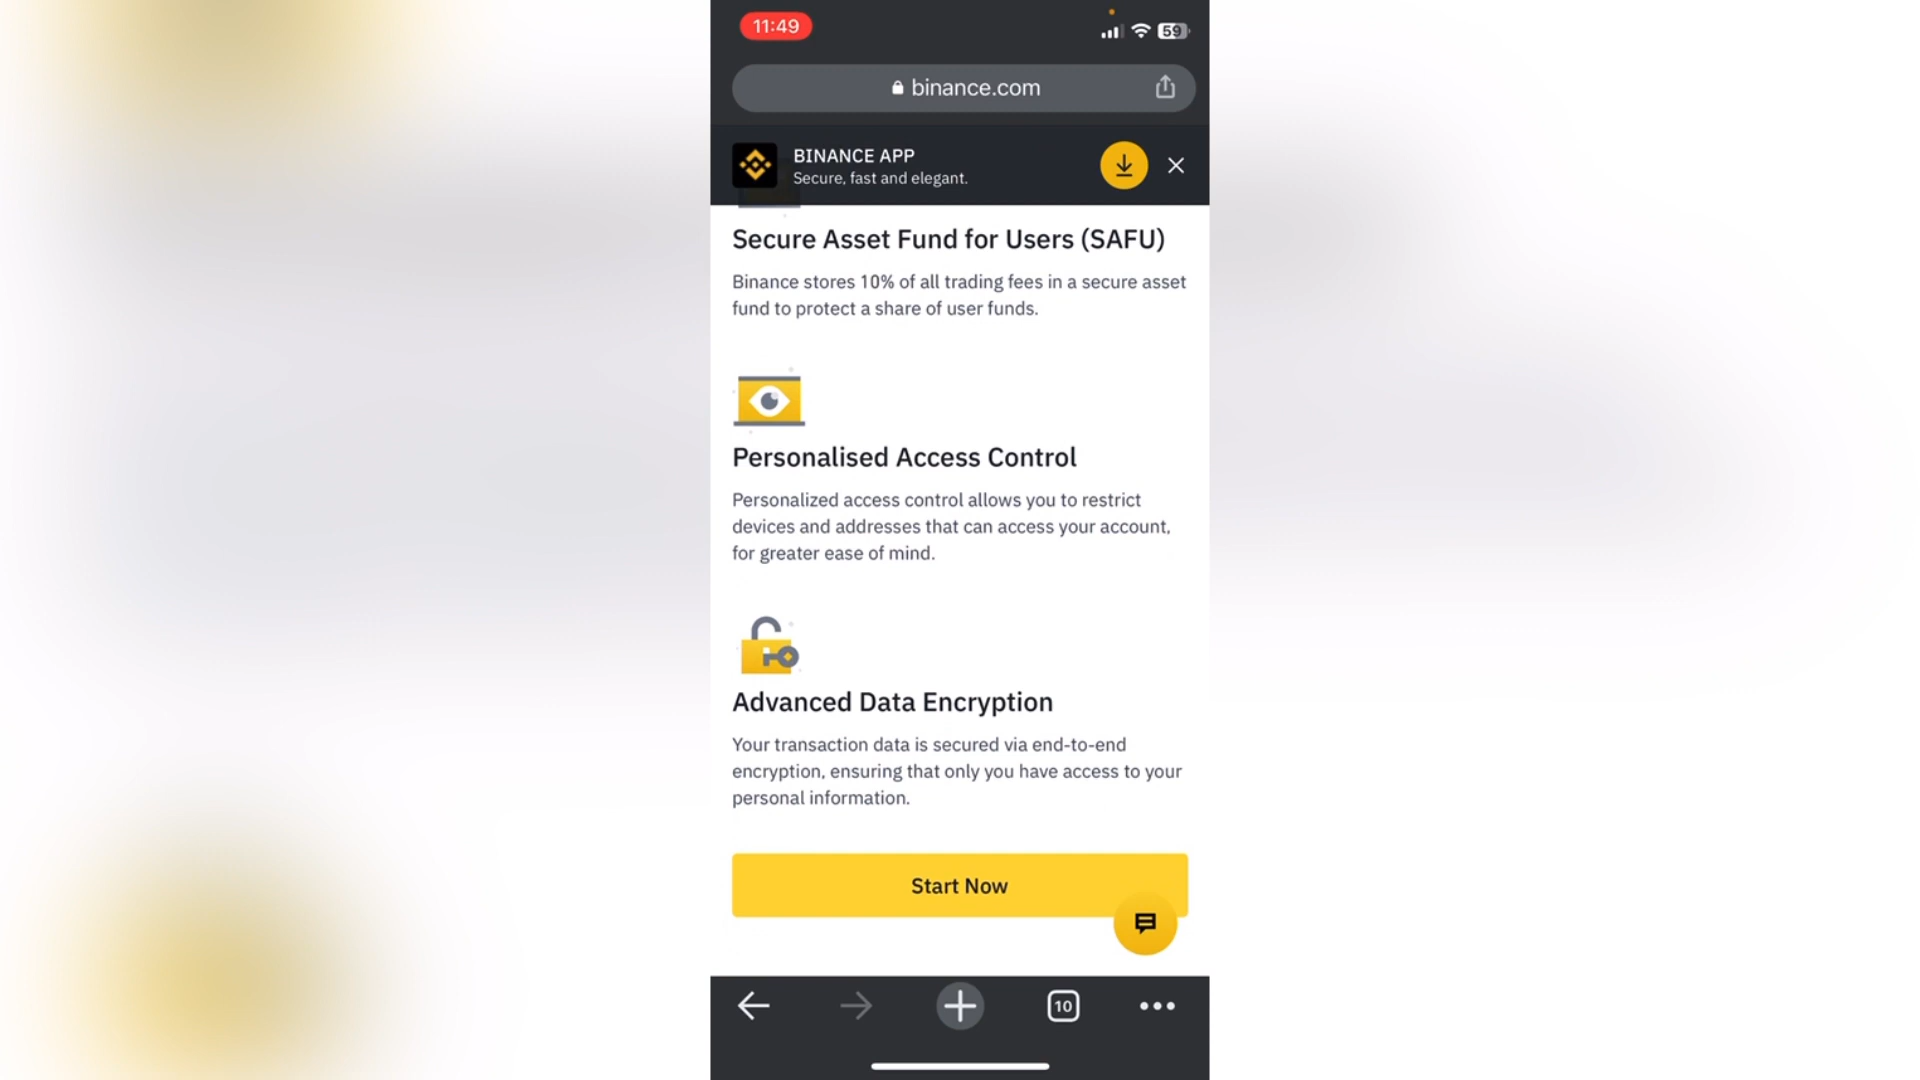 11:49
59
binance.com
BINANCE APP
Secure, fast and elegant.
Secure Asset Fund for Users (SAFU)
Binance stores 10% of all trading fees in a secure asset
fund to protect a share of user funds.
Personalised Access Control
Personalized access control allows you to restrict
devices and addresses that can access your account,
for greater ease of mind.
Advanced Data Encryption
Your transaction data is secured via end-to-end
encryption, ensuring that only you have access to your
personal information.
Start Now
10